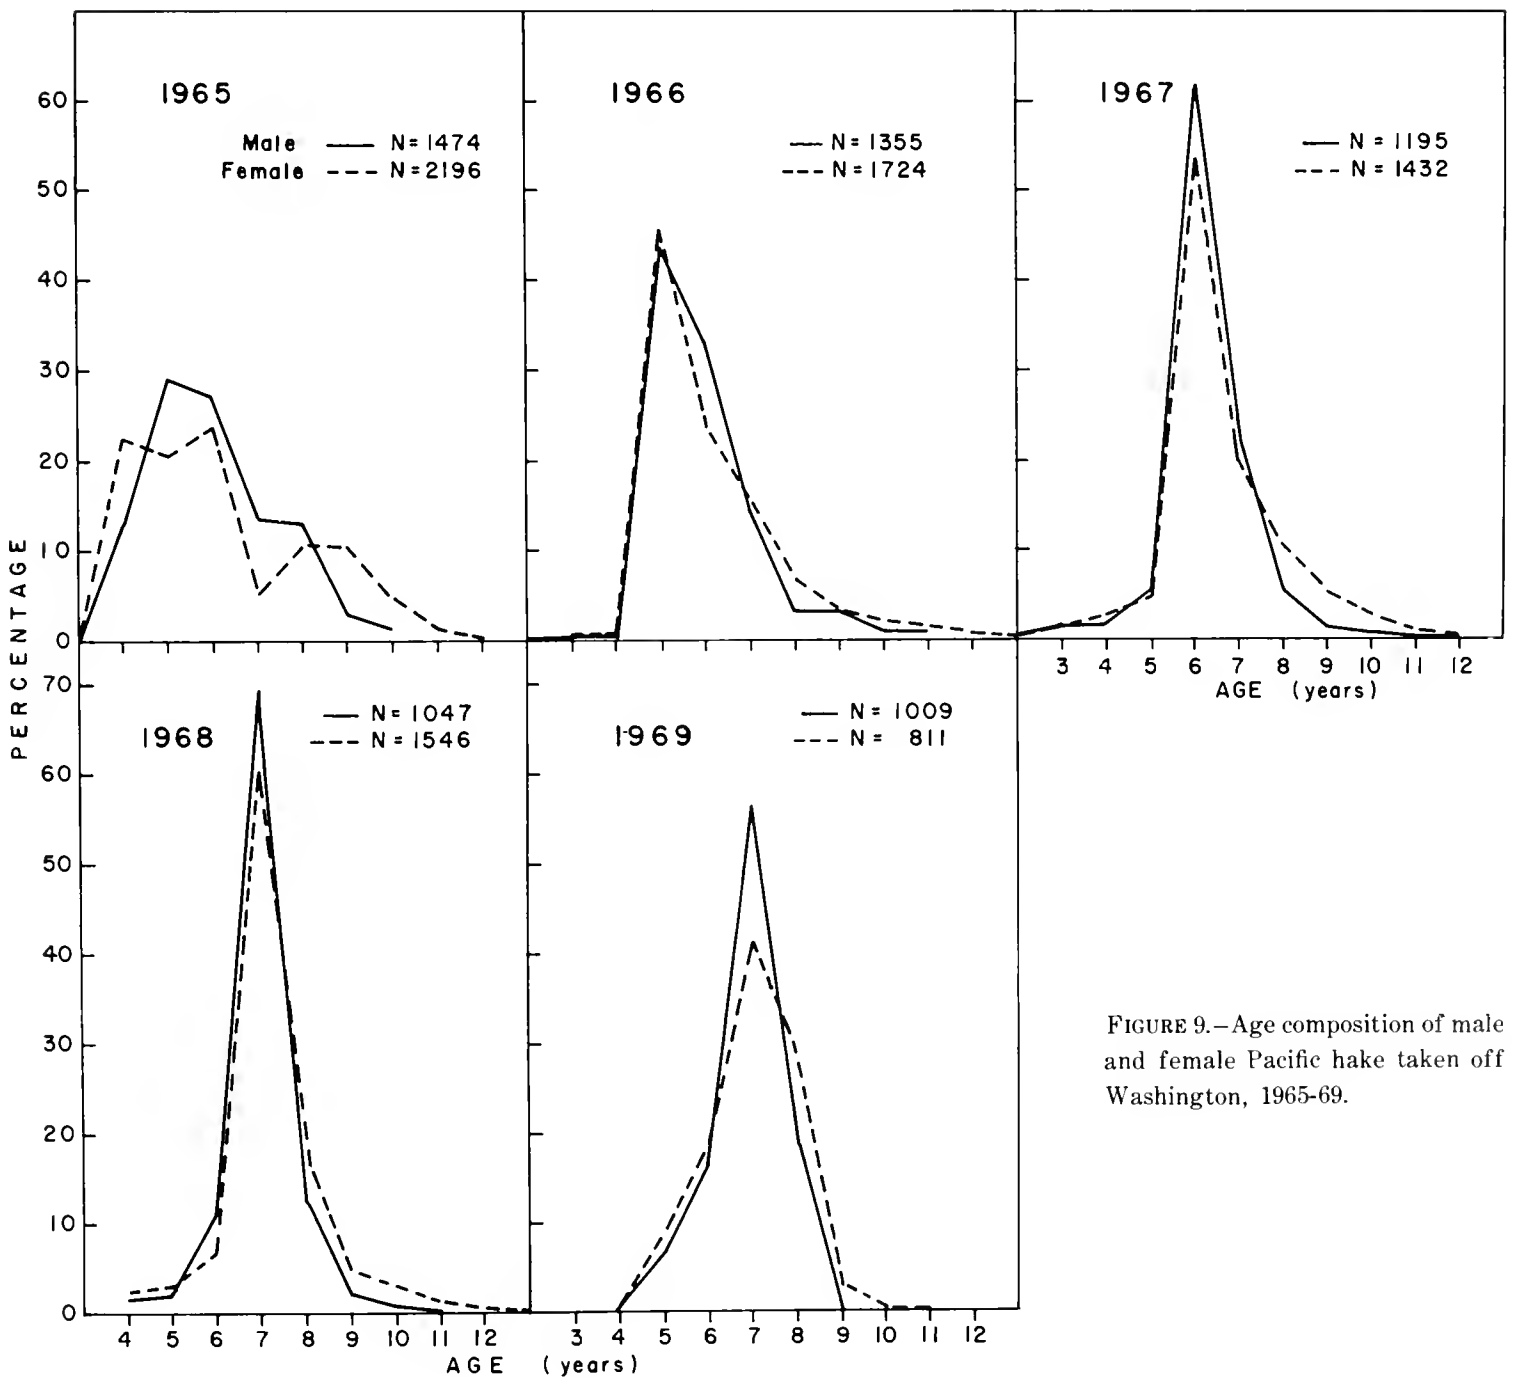 1965
Male N=1474
Female N=2196
1966
N=1355
N=1724
1967
N=1195
N=1432
60
50
40
30
20
10
0
PERCENTAGE
3 4 5 6 7 8 9 10 11 12
AGE (years)
1968
N=1047
N=1546
1969
N=1009
N= 811
70
60
50
40
30
20
10
0
4 5 6 7 8 9 10 11 12
3 4 5 6 7 8 9 10 11 12
AGE (years)
FIGURE 9.—Age composition of male
and female Pacific hake taken off
Washington, 1965-69.